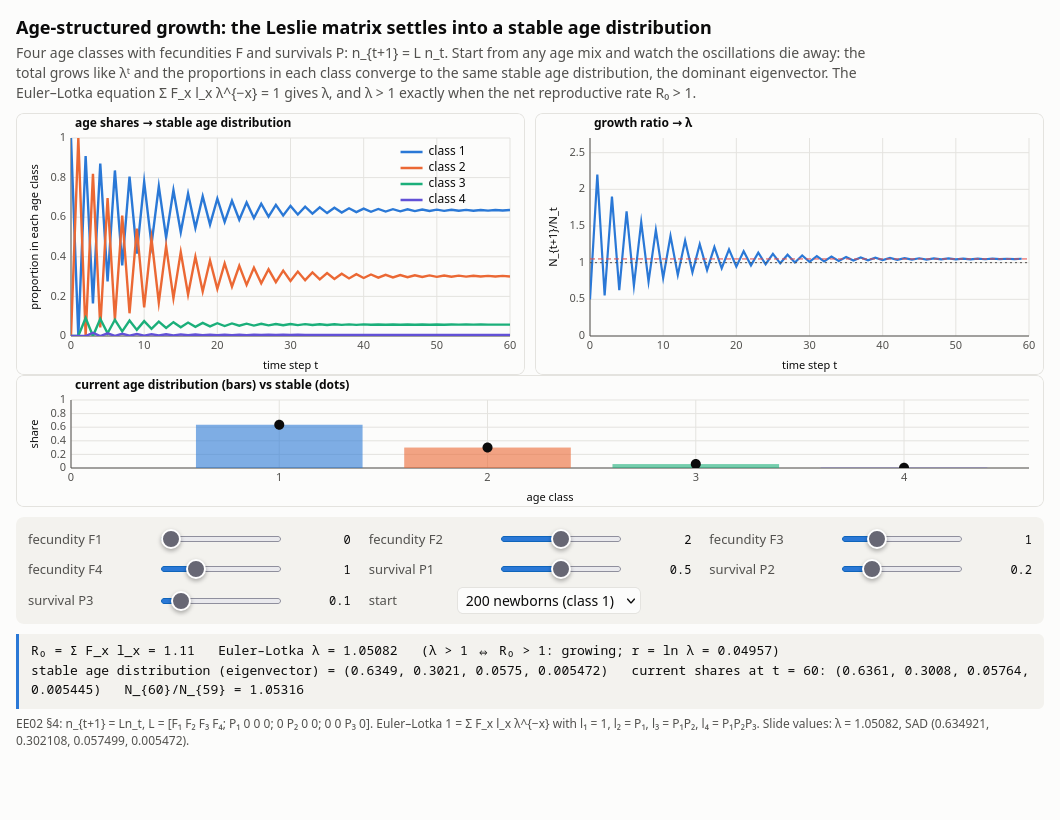 Age-structured growth: the Leslie matrix settles into a stable age distribution
Four age classes with fecundities F and survivals P: n_{t+1} = L n_t. Start from any age mix and watch the oscillations die away: the
total grows like λᵗ and the proportions in each class converge to the same stable age distribution, the dominant eigenvector. The
Euler–Lotka equation Σ F_x l_x λ^{−x} = 1 gives λ, and λ > 1 exactly when the net reproductive rate R₀ > 1.
age shares → stable age distribution
1
0.8
0.6
0.4
0.2
0
proportion in each age class
class 1
class 2
class 3
class 4
0 10 20 30 40 50 60
time step t
growth ratio → λ
2.5
2
1.5
1
0.5
0
N_{t+1}/N_t
0 10 20 30 40 50 60
time step t
current age distribution (bars) vs stable (dots)
1
0.8
0.6
0.4
0.2
0
share
0 1 2 3 4
age class
fecundity F1 0 fecundity F2 2 fecundity F3 1
fecundity F4 1 survival P1 0.5 survival P2 0.2
survival P3 0.1 start 200 newborns (class 1)
R₀ = Σ F_x l_x = 1.11 Euler–Lotka λ = 1.05082 (λ > 1 ⇔ R₀ > 1: growing; r = ln λ = 0.04957)
stable age distribution (eigenvector) = (0.6349, 0.3021, 0.0575, 0.005472) current shares at t = 60: (0.6361, 0.3008, 0.05764,
0.005445) N_{60}/N_{59} = 1.05316
EE02 §4: n_{t+1} = Ln_t, L = [F₁ F₂ F₃ F₄; P₁ 0 0 0; 0 P₂ 0 0; 0 0 P₃ 0]. Euler–Lotka 1 = Σ F_x l_x λ^{−x} with l₁ = 1, l₂ = P₁, l₃ = P₁P₂, l₄ = P₁P₂P₃. Slide values: λ = 1.05082, SAD (0.634921,
0.302108, 0.057499, 0.005472).